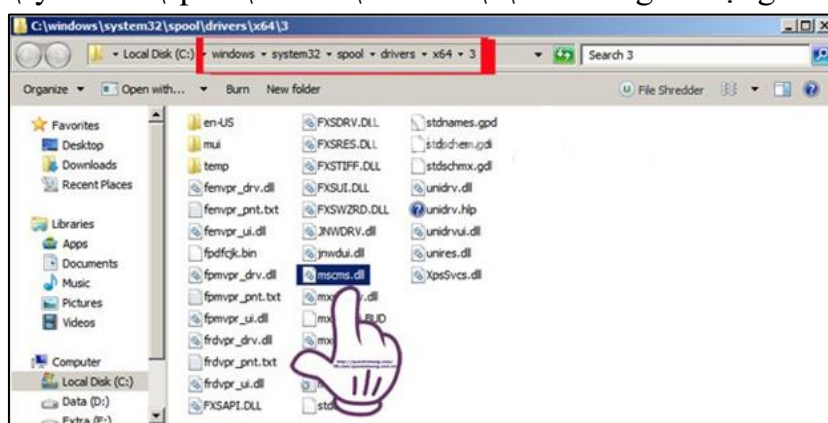 C:\windows\system32\spool\drivers\x64\3
Local Disk (C:) windows system32 spool drivers x64 3
Search 3
Organize Open with... Burn New folder File Shredder
Favorites
Desktop
Downloads
Recent Places
Libraries
Apps
Documents
Music
Pictures
Videos
Computer
Local Disk (C:)
Data (D:)
Extra (E:)
en-US
mui
temp
fenvpr_drv.dll
fenvpr_pnt.txt
fenvpr_ui.dll
fpdfcjk.bin
fpmvpr_drv.dll
fpmvpr_pnt.txt
fpmvpr_ui.dll
frdvpr_drv.dll
frdvpr_pnt.txt
frdvpr_ui.dll
FXSAPI.DLL
FXSDRV.DLL
FXSRES.DLL
FXSTIFF.DLL
FXSUI.DLL
FXSWZRD.DLL
JNWDRV.dll
jnwdui.dll
mscms.dll
stdnames.gpd
stdschem.gdl
stdschmx.gdl
unidrv.dll
unidrv.hlp
unidrvui.dll
unires.dll
XpsSvcs.dll